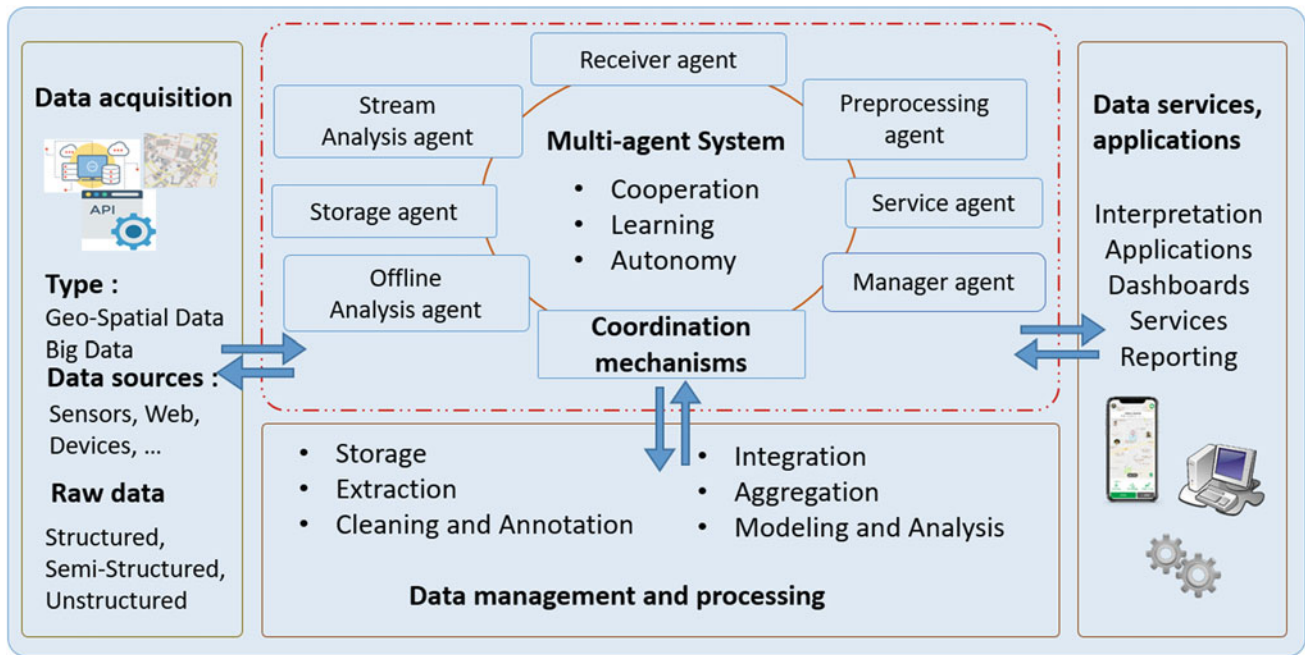 Data acquisition
API
Type :
Geo-Spatial Data
Big Data
Data sources :
Sensors, Web,
Devices, ...
Raw data
Structured,
Semi-Structured,
Unstructured
Receiver agent
Stream
Analysis agent
Preprocessing
agent
Multi-agent System
• Cooperation
• Learning
• Autonomy
Storage agent
Service agent
Offline
Analysis agent
Manager agent
Coordination
mechanisms
• Storage
• Extraction
• Cleaning and Annotation
• Integration
• Aggregation
• Modeling and Analysis
Data management and processing
Data services,
applications
Interpretation
Applications
Dashboards
Services
Reporting